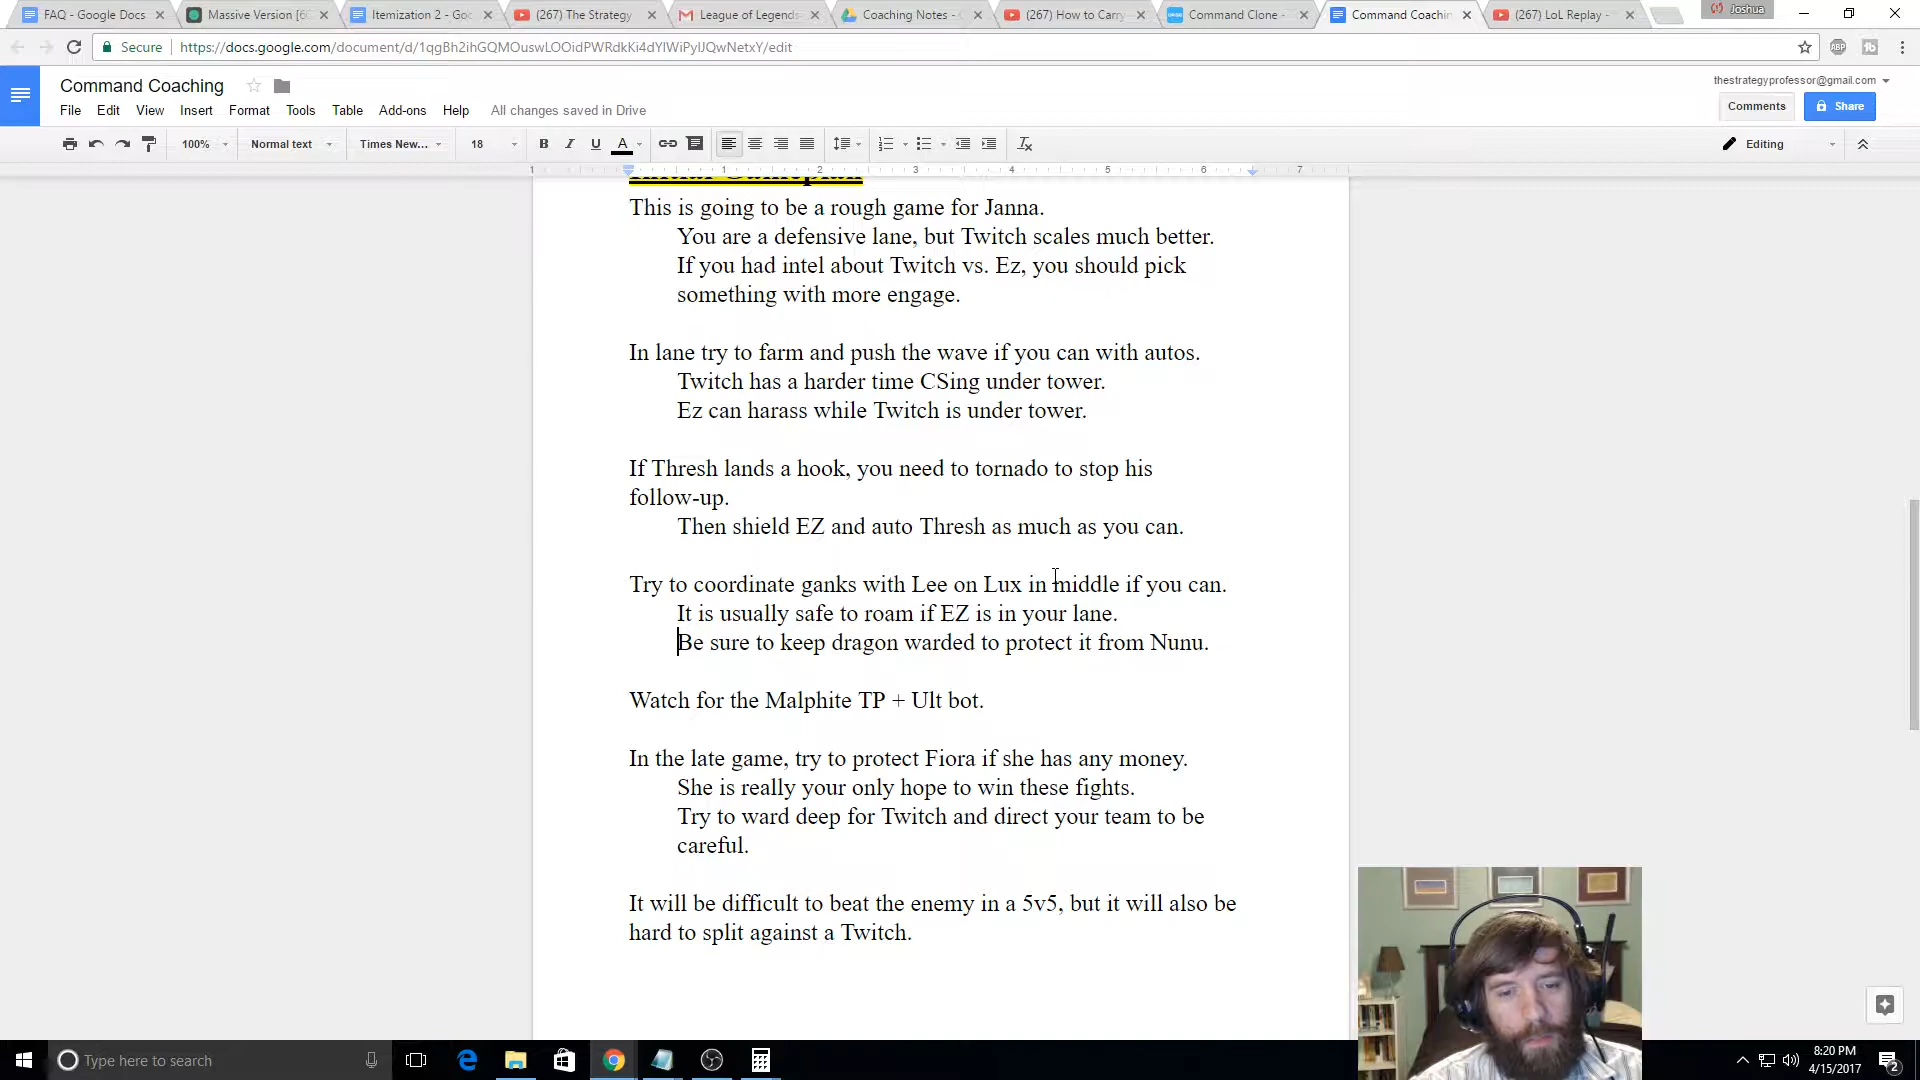 FAQ - Google Docs
Massive Version [6
Itemization 2 - Goo
(267) The Strategy
League of Legends
Coaching Notes -
(267) How to Carry
Command Clone -
Command Coachin
(267) LoL Replay -
Joshua
Secure
https://docs.google.com/document/d/1qgBh2ihGQMOuswLOOidPWRdkKi4dYlWiPylJQwNetxY/edit
ABP
Command Coaching
thestrategyprofessor@gmail.com
File Edit View Insert Format Tools Table Add-ons Help All changes saved in Drive
Comments
Share
100% Normal text Times New... 18 B I U A
Editing
1 1 2 3 4 5 6 7
This is going to be a rough game for Janna.
You are a defensive lane, but Twitch scales much better.
If you had intel about Twitch vs. Ez, you should pick
something with more engage.
In lane try to farm and push the wave if you can with autos.
Twitch has a harder time CSing under tower.
Ez can harass while Twitch is under tower.
If Thresh lands a hook, you need to tornado to stop his
follow-up.
Then shield EZ and auto Thresh as much as you can.
Try to coordinate ganks with Lee on Lux in middle if you can.
It is usually safe to roam if EZ is in your lane.
Be sure to keep dragon warded to protect it from Nunu.
Watch for the Malphite TP + Ult bot.
In the late game, try to protect Fiora if she has any money.
She is really your only hope to win these fights.
Try to ward deep for Twitch and direct your team to be
careful.
It will be difficult to beat the enemy in a 5v5, but it will also be
hard to split against a Twitch.
Type here to search
8:20 PM
4/15/2017
2